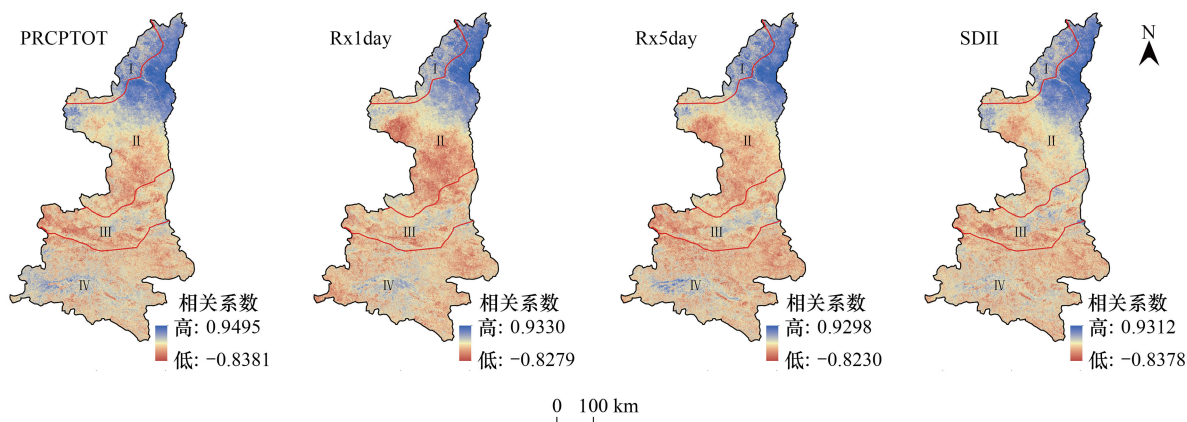 PRCPTOT
I
II
III
IV
相关系数
高: 0.9495
低: −0.8381
Rx1day
I
II
III
IV
相关系数
高: 0.9330
低: −0.8279
Rx5day
I
II
III
IV
相关系数
高: 0.9298
低: −0.8230
SDII
I
II
III
IV
相关系数
高: 0.9312
低: −0.8378
N
0 100 km